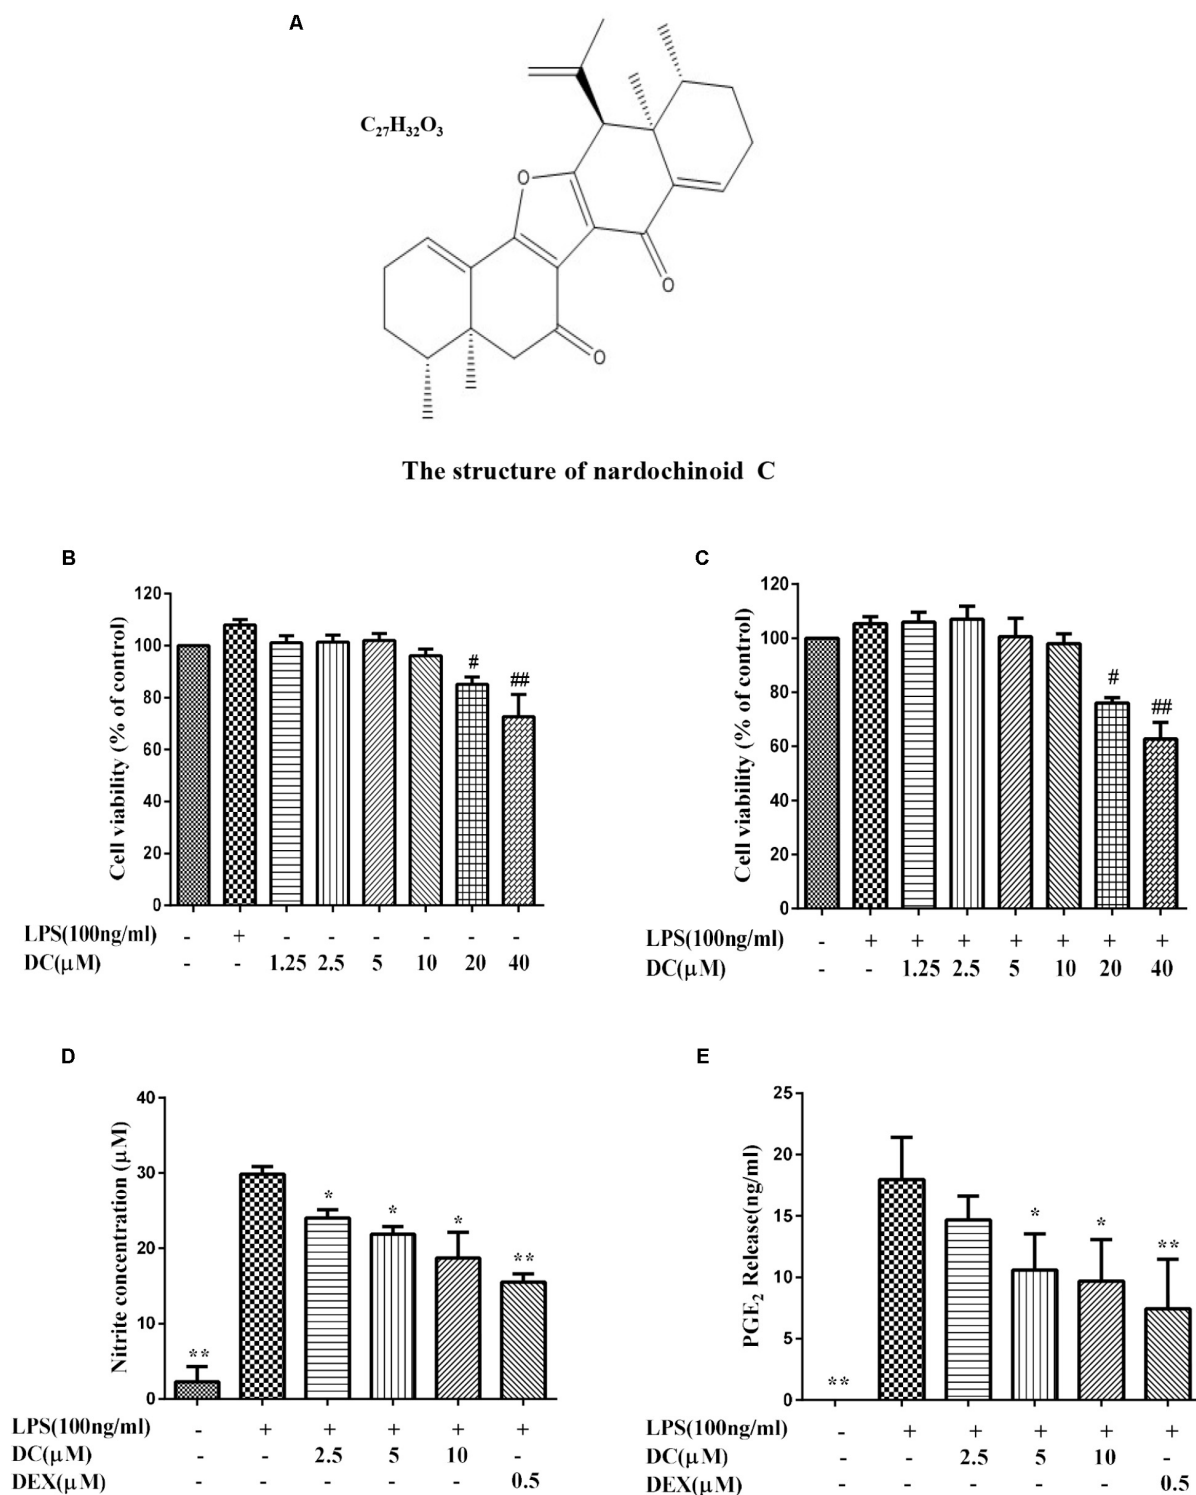 A
C27H32O3
O
O
O
The structure of nardochinoid C
B
Cell viability (% of control)
120
100
80
60
40
20
0
#
##
LPS(100ng/ml) - + - - - - - -
DC(μM) - - 1.25 2.5 5 10 20 40
C
Cell viability (% of control)
120
100
80
60
40
20
0
#
##
LPS(100ng/ml) - + + + + + + +
DC(μM) - - 1.25 2.5 5 10 20 40
D
Nitrite concentration (μM)
40
30
20
10
0
** * * * **
LPS(100ng/ml) - + + + + +
DC(μM) - - 2.5 5 10 -
DEX(μM) - - - - - 0.5
E
PGE2 Release(ng/ml)
25
20
15
10
5
0
** * * **
LPS(100ng/ml) - + + + + +
DC(μM) - - 2.5 5 10 -
DEX(μM) - - - - - 0.5